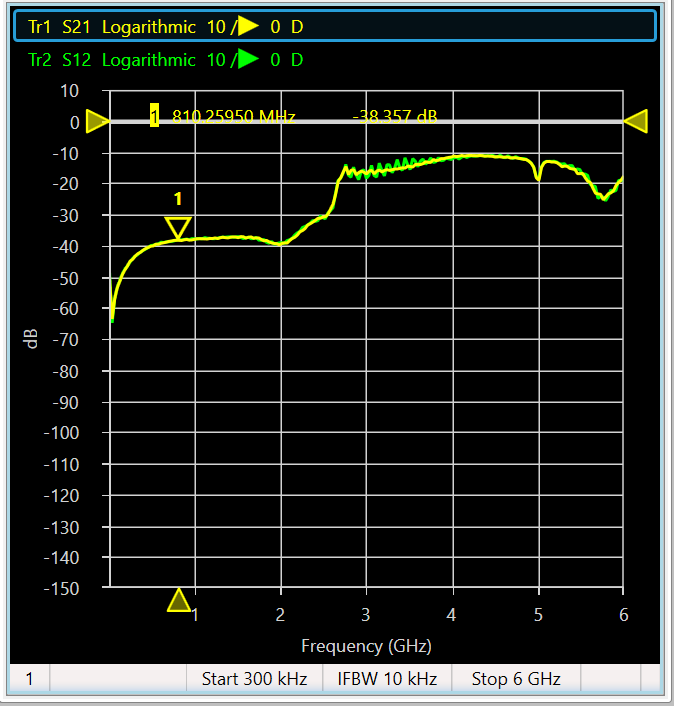 Tr1 S21 Logarithmic 10 / 0 D
Tr2 S12 Logarithmic 10 / 0 D
1 810.25950 MHz -38.357 dB
10
0
-10
-20
1
-30
-40
-50
-60
-70
dB
-80
-90
-100
-110
-120
-130
-140
-150
1 2 3 4 5 6
Frequency (GHz)
1 Start 300 kHz IFBW 10 kHz Stop 6 GHz